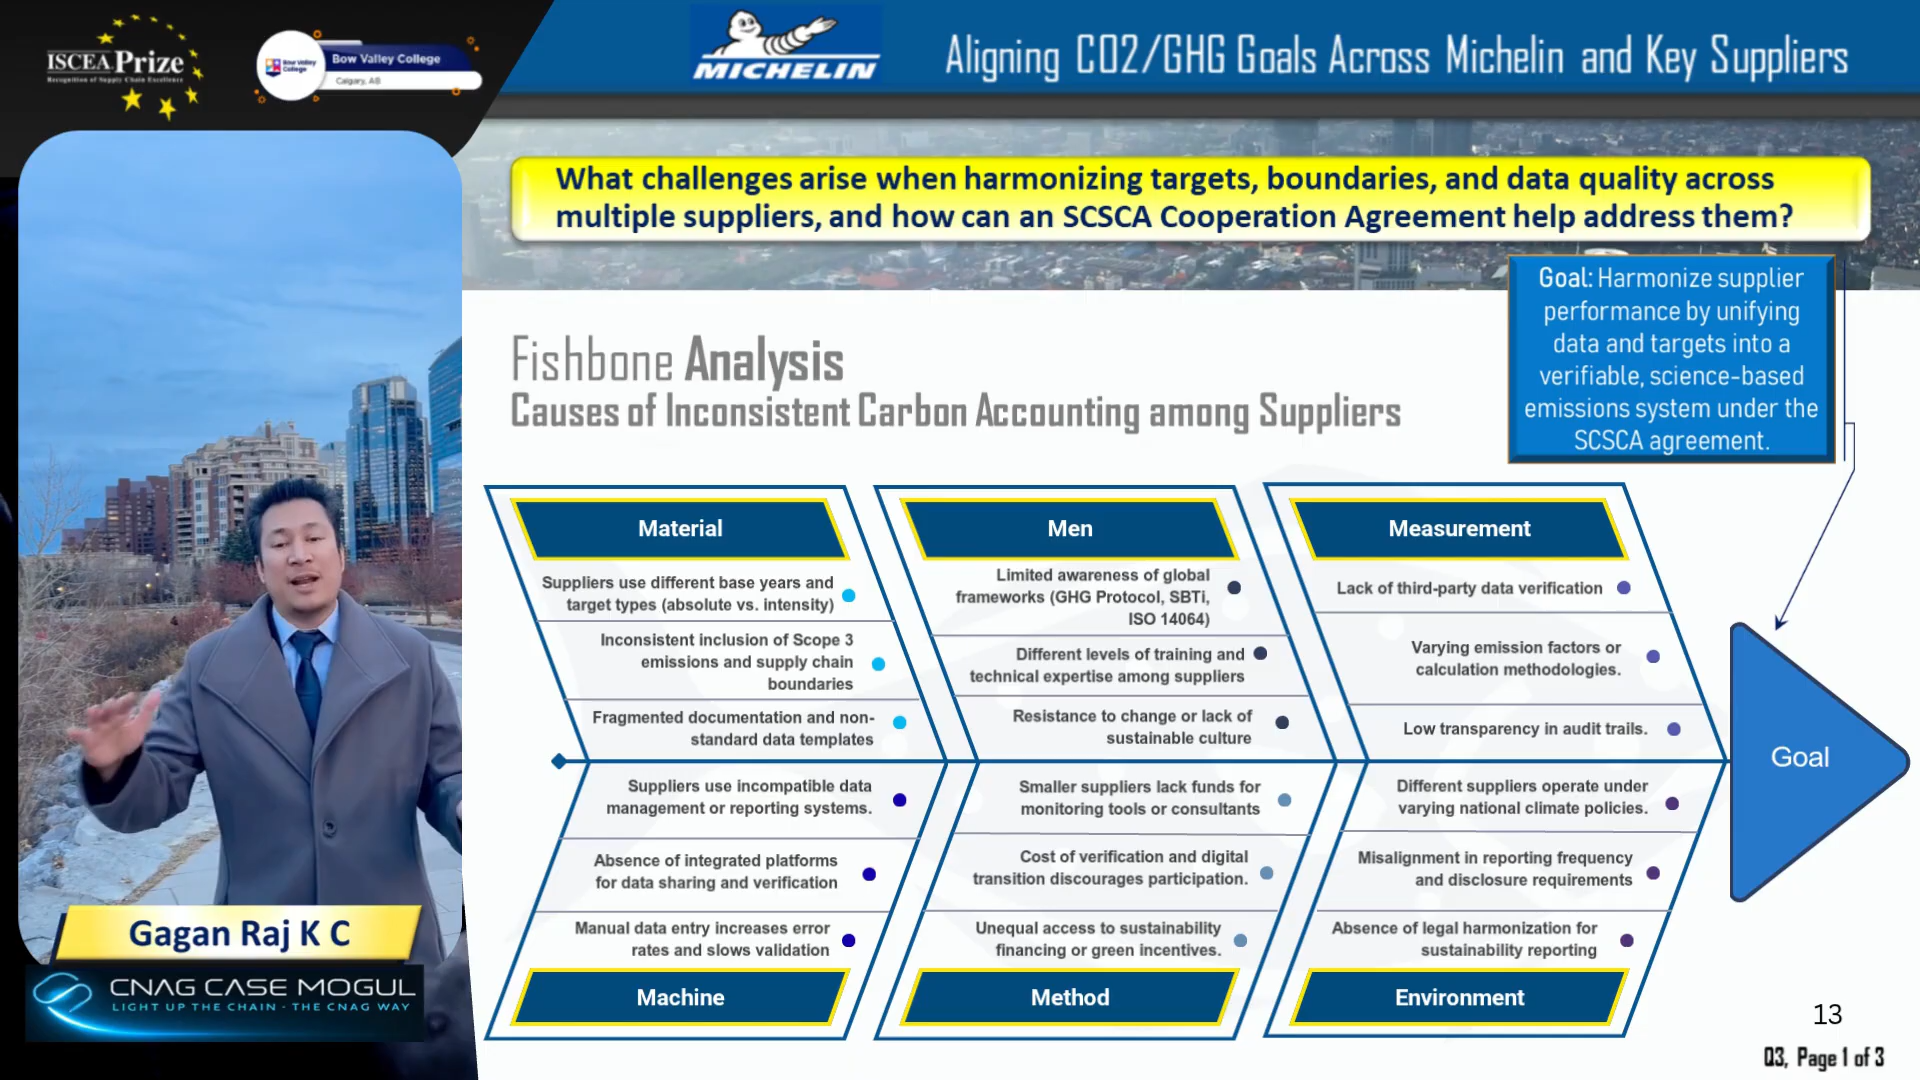 ISCEA Prize
Recognition of Supply Chain Excellence
Bow Valley College
Bow Valley College
Calgary, AB
MICHELIN
Aligning CO2/GHG Goals Across Michelin and Key Suppliers
What challenges arise when harmonizing targets, boundaries, and data quality across
multiple suppliers, and how can an SCSCA Cooperation Agreement help address them?
Goal: Harmonize supplier
performance by unifying
data and targets into a
verifiable, science-based
emissions system under the
SCSCA agreement.
Fishbone Analysis
Causes of Inconsistent Carbon Accounting among Suppliers
Material
Suppliers use different base years and
target types (absolute vs. intensity)
Inconsistent inclusion of Scope 3
emissions and supply chain
boundaries
Fragmented documentation and non-
standard data templates
Men
Limited awareness of global
frameworks (GHG Protocol, SBTi,
ISO 14064)
Different levels of training and
technical expertise among suppliers
Resistance to change or lack of
sustainable culture
Measurement
Lack of third-party data verification
Varying emission factors or
calculation methodologies.
Low transparency in audit trails.
Goal
Suppliers use incompatible data
management or reporting systems.
Absence of integrated platforms
for data sharing and verification
Manual data entry increases error
rates and slows validation
Machine
Smaller suppliers lack funds for
monitoring tools or consultants
Cost of verification and digital
transition discourages participation.
Unequal access to sustainability
financing or green incentives.
Method
Different suppliers operate under
varying national climate policies.
Misalignment in reporting frequency
and disclosure requirements
Absence of legal harmonization for
sustainability reporting
Environment
Gagan Raj K C
CNAG CASE MOGUL
LIGHT UP THE CHAIN - THE CNAG WAY
13
Q3, Page 1 of 3